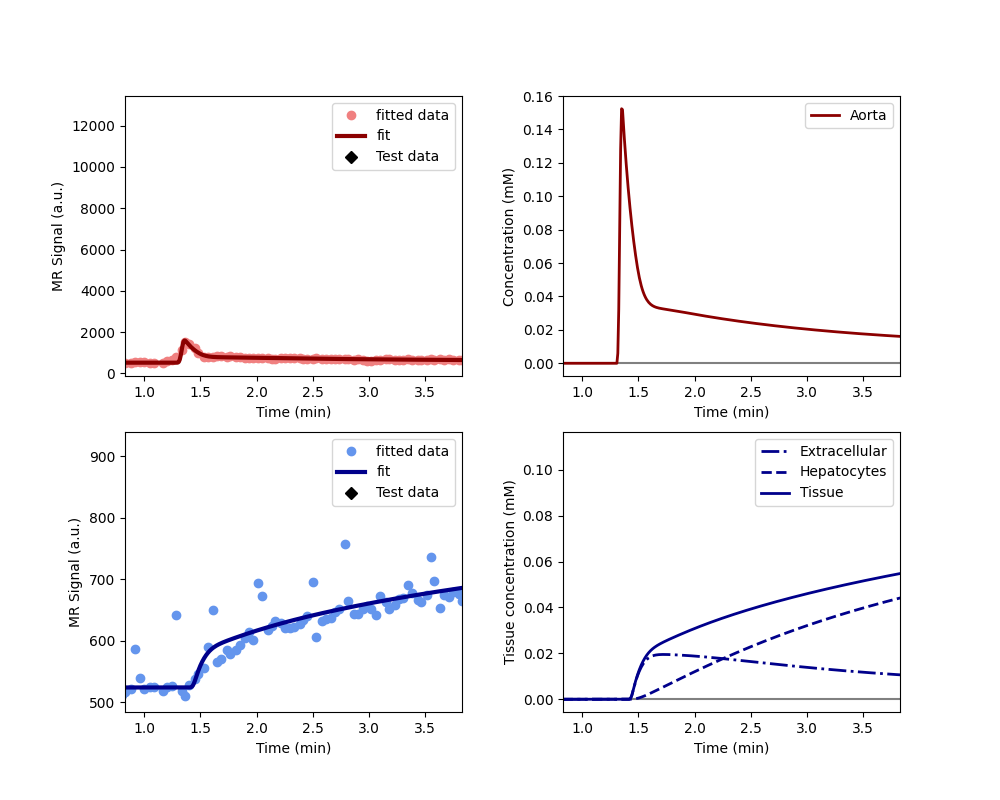 12000
10000
8000
6000
4000
2000
0
MR Signal (a.u.)
1.0 1.5 2.0 2.5 3.0 3.5
Time (min)
fitted data
fit
Test data
0.16
0.14
0.12
0.10
0.08
0.06
0.04
0.02
0.00
Concentration (mM)
1.0 1.5 2.0 2.5 3.0 3.5
Time (min)
Aorta
900
800
700
600
500
MR Signal (a.u.)
1.0 1.5 2.0 2.5 3.0 3.5
Time (min)
fitted data
fit
Test data
0.10
0.08
0.06
0.04
0.02
0.00
Tissue concentration (mM)
1.0 1.5 2.0 2.5 3.0 3.5
Time (min)
Extracellular
Hepatocytes
Tissue